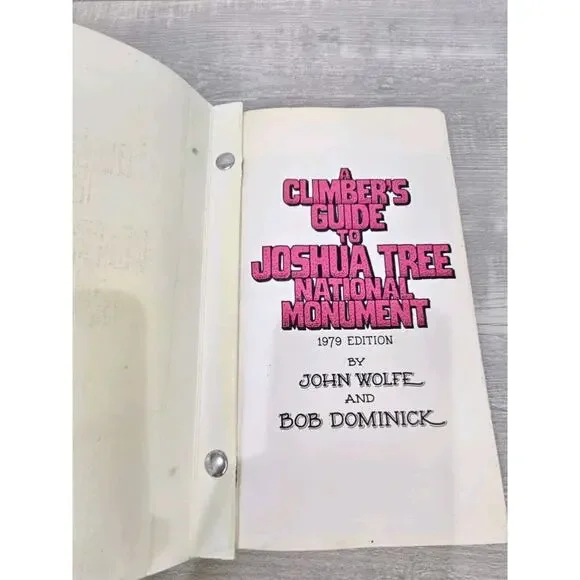 A
CLIMBER'S
GUIDE
TO
JOSHUA TREE
NATIONAL
MONUMENT
1979 EDITION
BY
JOHN WOLFE
AND
BOB DOMINICK